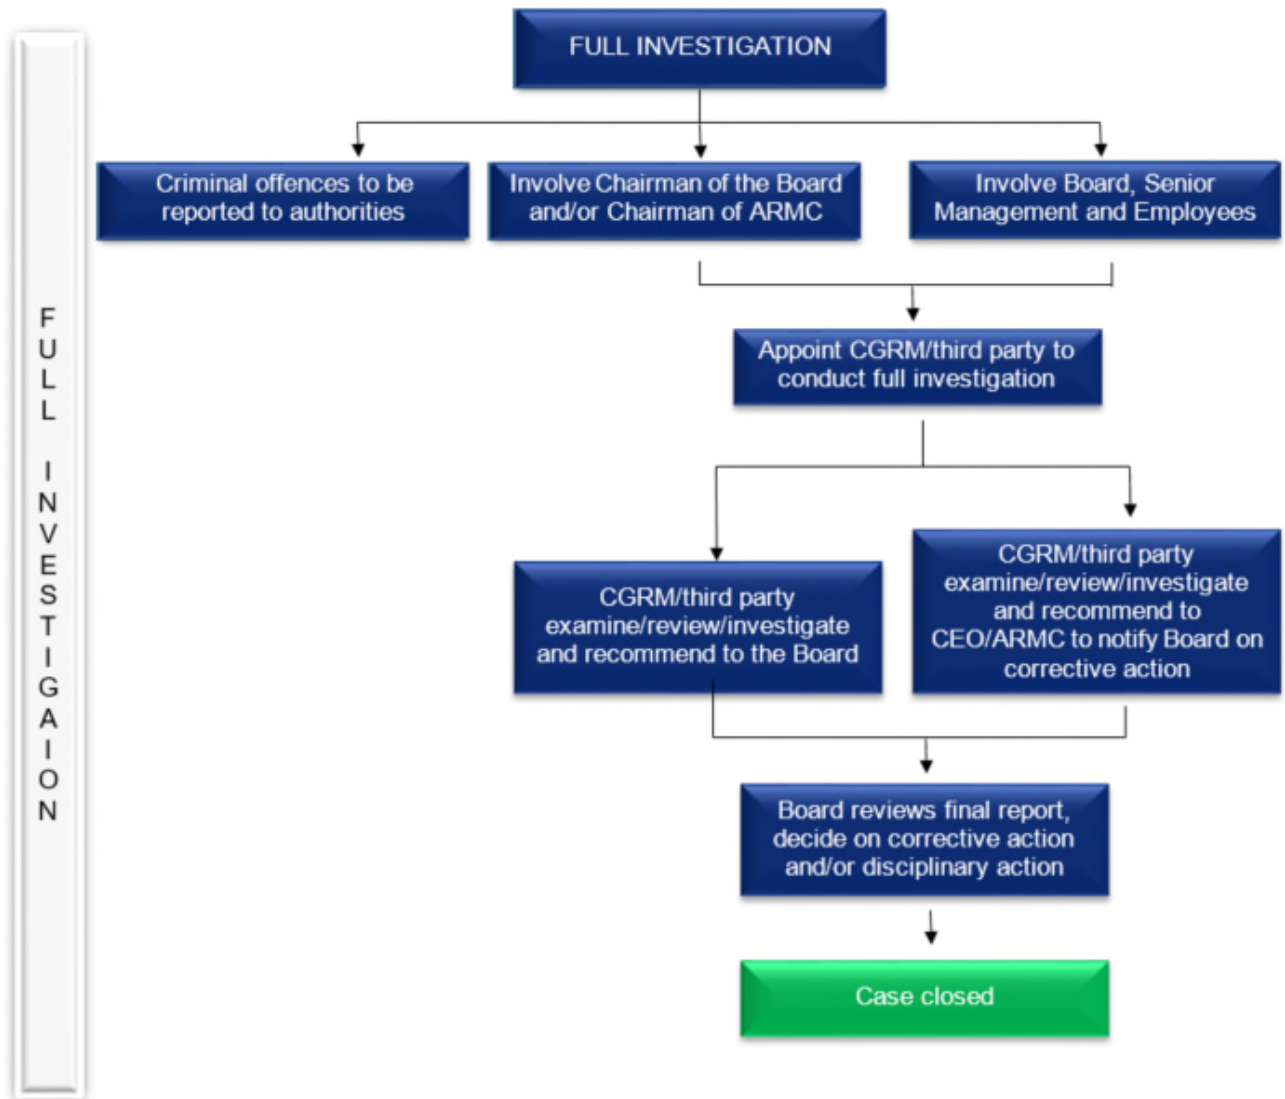 FULL INVESTIGATION
Criminal offences to be
reported to authorities
Involve Chairman of the Board
and/or Chairman of ARMC
Involve Board, Senior
Management and Employees
Appoint CGRM/third party to
conduct full investigation
CGRM/third party
examine/review/investigate
and recommend to the Board
CGRM/third party
examine/review/investigate
and recommend to
CEO/ARMC to notify Board on
corrective action
Board reviews final report,
decide on corrective action
and/or disciplinary action
Case closed
FULL INVESTIGAION